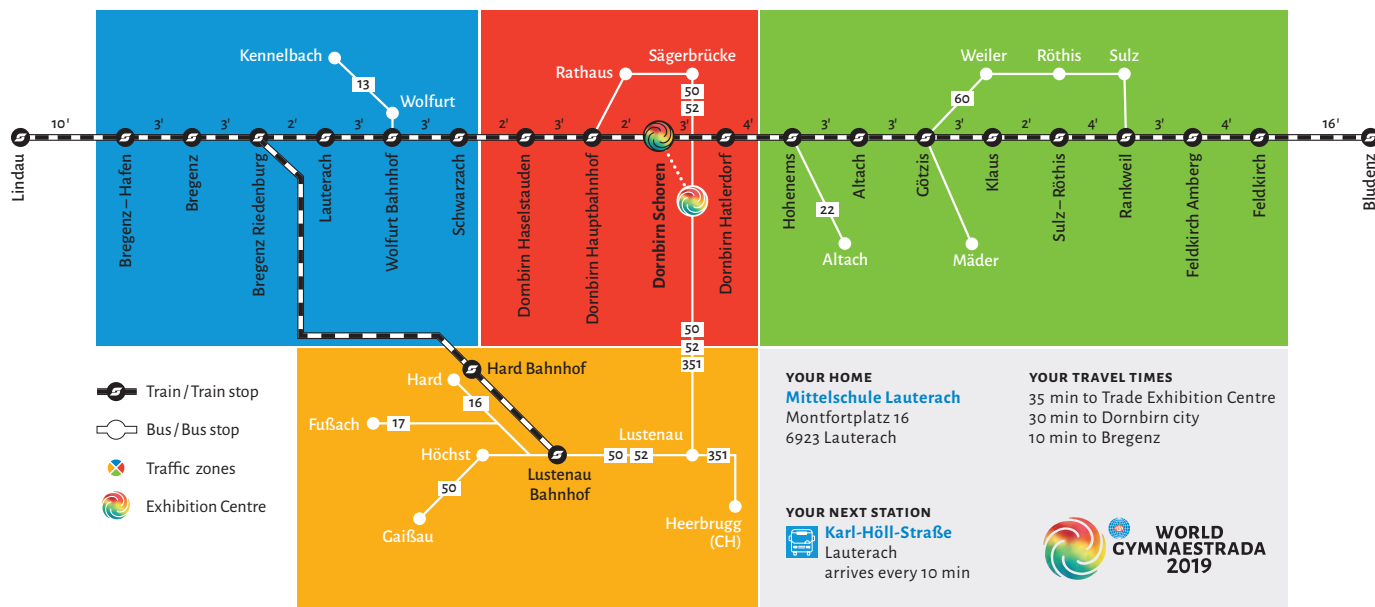 Kennelbach
13
Wolfurt
Rathaus
Sägerbrücke
50
52
Weiler
Röthis
Sulz
60
10'
3'
3'
2'
3'
3'
2'
2'
2'
3'
4'
3'
3'
3'
2'
4'
3'
4'
16'
Lindau
Bregenz – Hafen
Bregenz
Bregenz Riedenburg
Lauterach
Wolfurt Bahnhof
Schwarzach
Dornbirn Haselstauden
Dornbirn Hauptbahnhof
Dornbirn Schoren
Dornbirn Hatlerdorf
Hohenems
Altach
Götzis
Klaus
Sulz – Röthis
Rankweil
Feldkirch Amberg
Feldkirch
Bludenz
22
Altach
Mäder
50
52
351
Hard Bahnhof
Hard
16
Fußach
17
Höchst
50
Gaißau
Lustenau
Bahnhof
50
52
Lustenau
351
Heerbrugg
(CH)
Train / Train stop
Bus / Bus stop
Traffic zones
Exhibition Centre
YOUR HOME
Mittelschule Lauterach
Montfortplatz 16
6923 Lauterach
YOUR TRAVEL TIMES
35 min to Trade Exhibition Centre
30 min to Dornbirn city
10 min to Bregenz
YOUR NEXT STATION
Karl-Höll-Straße
Lauterach
arrives every 10 min
WORLD
GYMNAESTRADA
2019